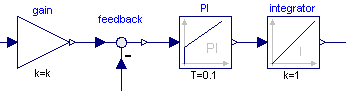 gain
feedback
PI
integrator
PI
I
k=k
T=0.1
k=1